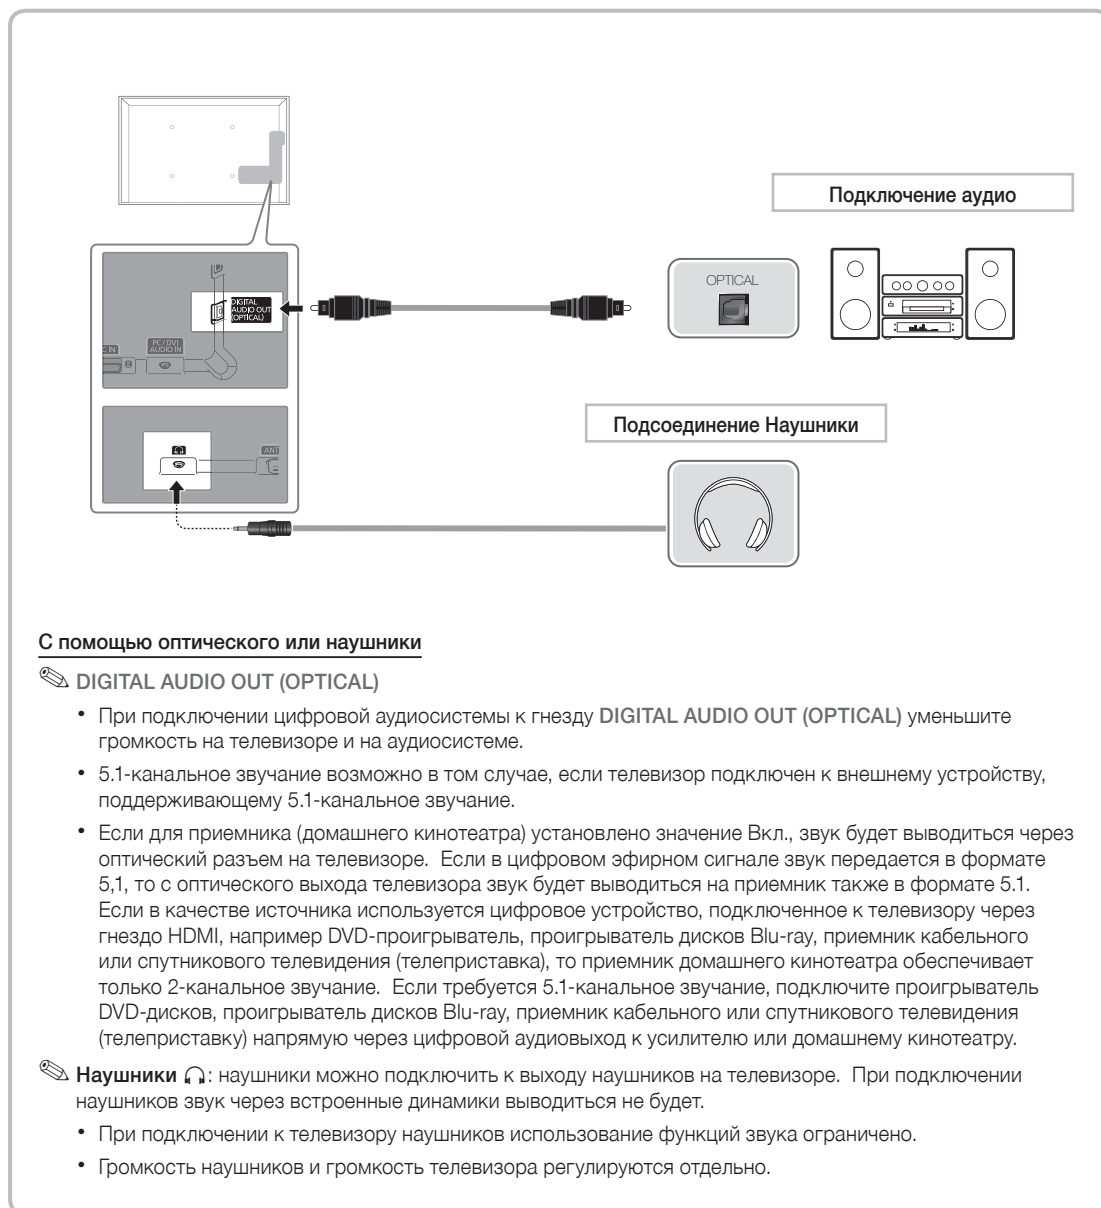 Подключение аудио
OPTICAL
DIGITAL
AUDIO OUT
(OPTICAL)
PC / DVI
AUDIO IN
C IN
Подсоединение Наушники
ANT
С помощью оптического или наушники
DIGITAL AUDIO OUT (OPTICAL)
• При подключении цифровой аудиосистемы к гнезду DIGITAL AUDIO OUT (OPTICAL) уменьшите
громкость на телевизоре и на аудиосистеме.
• 5.1-канальное звучание возможно в том случае, если телевизор подключен к внешнему устройству,
поддерживающему 5.1-канальное звучание.
• Если для приемника (домашнего кинотеатра) установлено значение Вкл., звук будет выводиться через
оптический разъем на телевизоре. Если в цифровом эфирном сигнале звук передается в формате
5,1, то с оптического выхода телевизора звук будет выводиться на приемник также в формате 5.1.
Если в качестве источника используется цифровое устройство, подключенное к телевизору через
гнездо HDMI, например DVD-проигрыватель, проигрыватель дисков Blu-ray, приемник кабельного
или спутникового телевидения (телеприставка), то приемник домашнего кинотеатра обеспечивает
только 2-канальное звучание. Если требуется 5.1-канальное звучание, подключите проигрыватель
DVD-дисков, проигрыватель дисков Blu-ray, приемник кабельного или спутникового телевидения
(телеприставку) напрямую через цифровой аудиовыход к усилителю или домашнему кинотеатру.
Наушники : наушники можно подключить к выходу наушников на телевизоре. При подключении
наушников звук через встроенные динамики выводиться не будет.
• При подключении к телевизору наушников использование функций звука ограничено.
• Громкость наушников и громкость телевизора регулируются отдельно.